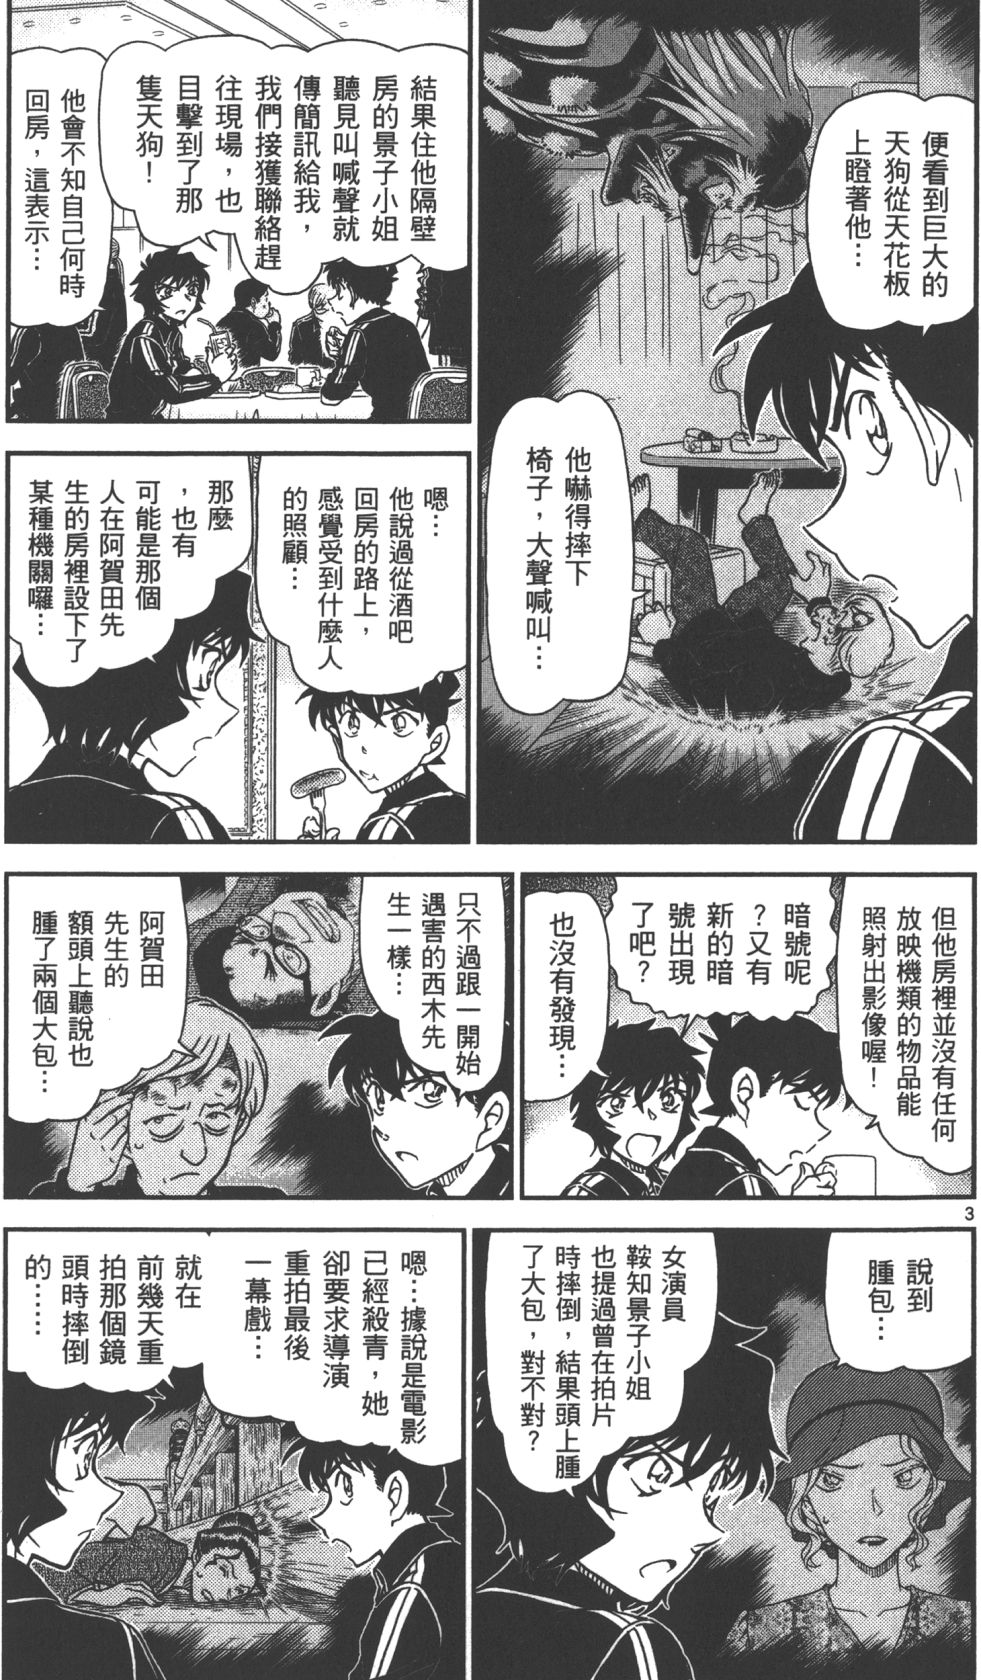 便看到巨大的
天狗從天花板
上瞪著他…
他嚇得摔下
椅子，大聲喊叫…
結果住他隔壁
房的景子小姐
聽見叫喊聲就
傳簡訊給我，
我們接獲聯絡趕
往現場，也
目擊到了那
隻天狗！
他會不知自己何時
回房，這表示…
嗯…
他說過從酒吧
回房的路上，
感覺受到什麼人
的照顧…
那麼
，也有
可能是那個
人在阿賀田先
生的房裡設下了
某種機關囉…
但他房裡並沒有任何
放映機類的物品能
照射出影像喔！
暗號呢
？又有
新的暗
號出現
了吧？
也沒有發現…
只不過跟一開始
遇害的西木先
生一樣…
阿賀田
先生的
額頭上聽說也
腫了兩個大包…
3
說到
腫包…
女演員
鞍知景子小姐
也提過曾在拍片
時摔倒，結果頭上腫
了大包，對不對？
嗯…據說是電影
已經殺青，她
卻要求導演
重拍最後
一幕戲…
就在
前幾天重
拍那個鏡
頭時摔倒
的……